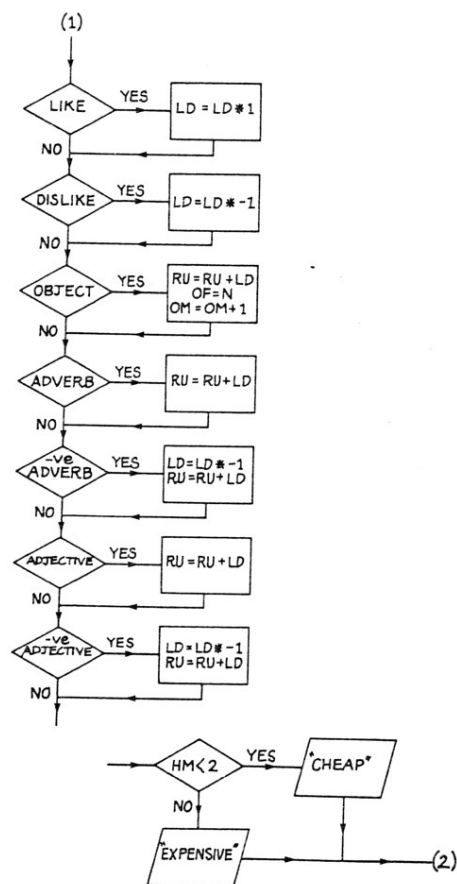 (1)
LIKE
YES
LD = LD*1
NO
DISLIKE
YES
LD = LD*-1
NO
OBJECT
YES
RU = RU+LD
OF = N
OM = OM+1
NO
ADVERB
YES
RU = RU+LD
NO
-ve
ADVERB
YES
LD = LD*-1
RU = RU+LD
NO
ADJECTIVE
YES
RU = RU+LD
NO
-ve
ADJECTIVE
YES
LD = LD*-1
RU = RU+LD
NO
HM<2
YES
"CHEAP"
NO
"EXPENSIVE"
(2)